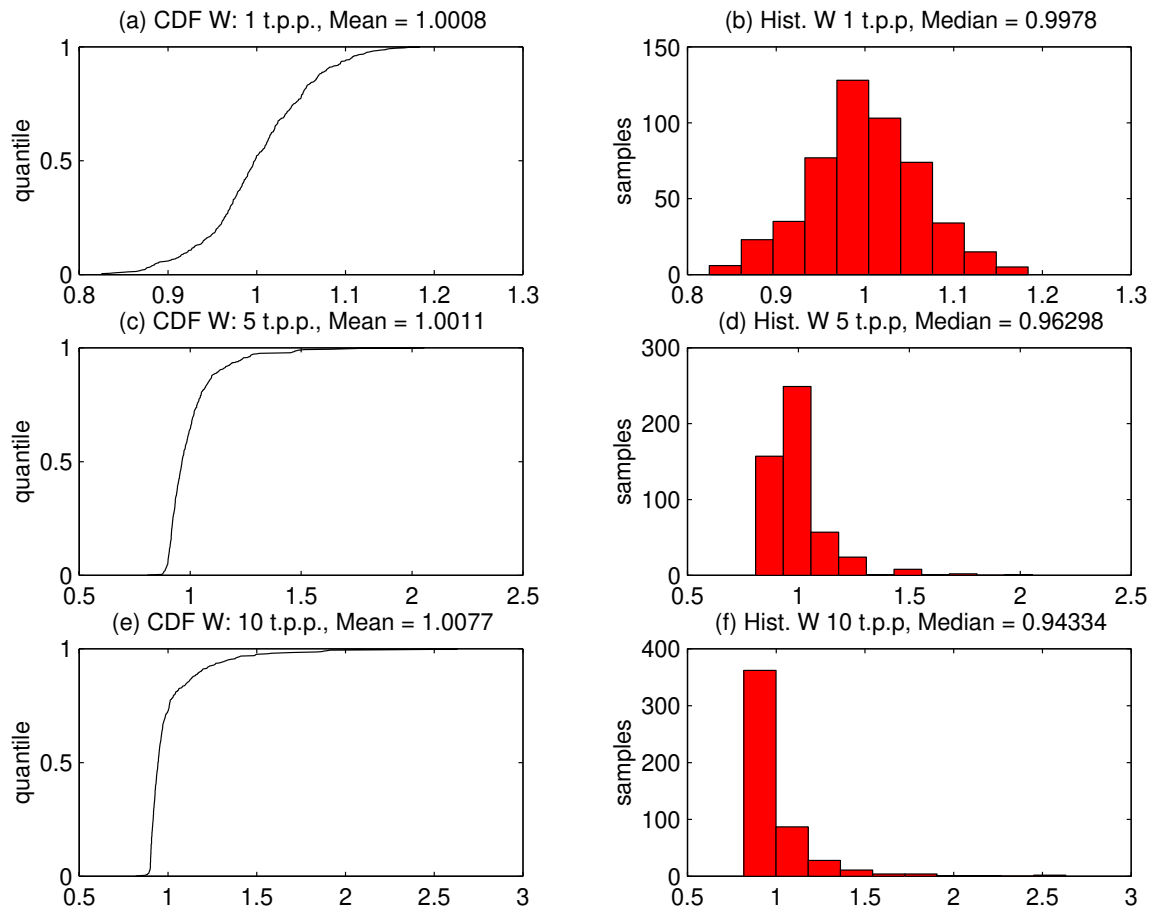 (a) CDF W: 1 t.p.p., Mean = 1.0008
1
0.5
0
quantile
0.8 0.9 1 1.1 1.2 1.3
(b) Hist. W 1 t.p.p, Median = 0.9978
150
100
50
0
samples
0.8 0.9 1 1.1 1.2 1.3
(c) CDF W: 5 t.p.p., Mean = 1.0011
1
0.5
0
quantile
0.5 1 1.5 2 2.5
(d) Hist. W 5 t.p.p, Median = 0.96298
300
200
100
0
samples
0.5 1 1.5 2 2.5
(e) CDF W: 10 t.p.p., Mean = 1.0077
1
0.5
0
quantile
0.5 1 1.5 2 2.5 3
(f) Hist. W 10 t.p.p, Median = 0.94334
400
300
200
100
0
samples
0.5 1 1.5 2 2.5 3